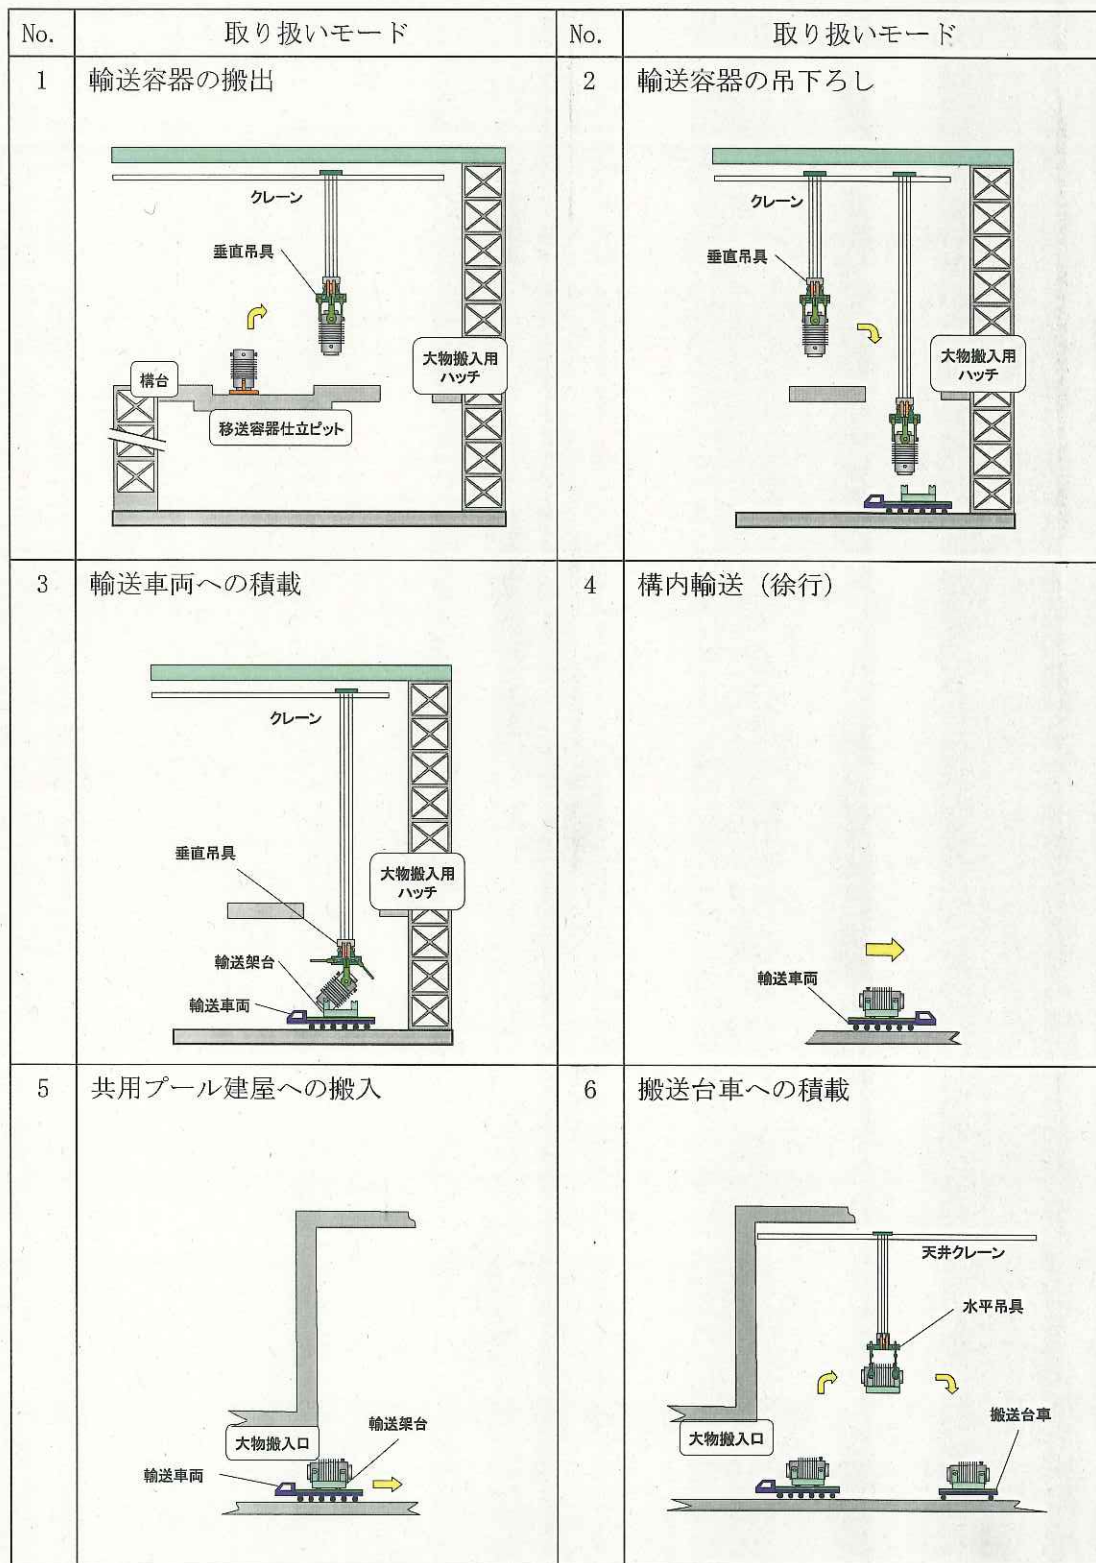 No.
取り扱いモード
No.
取り扱いモード
1
輸送容器の搬出
クレーン
垂直吊具
構台
大物搬入用
ハッチ
移送容器仕立ピット
2
輸送容器の吊下ろし
クレーン
垂直吊具
大物搬入用
ハッチ
3
輸送車両への積載
クレーン
垂直吊具
大物搬入用
ハッチ
輸送架台
輸送車両
4
構内輸送（徐行）
輸送車両
5
共用プール建屋への搬入
大物搬入口
輸送架台
輸送車両
6
搬送台車への積載
天井クレーン
水平吊具
大物搬入口
搬送台車